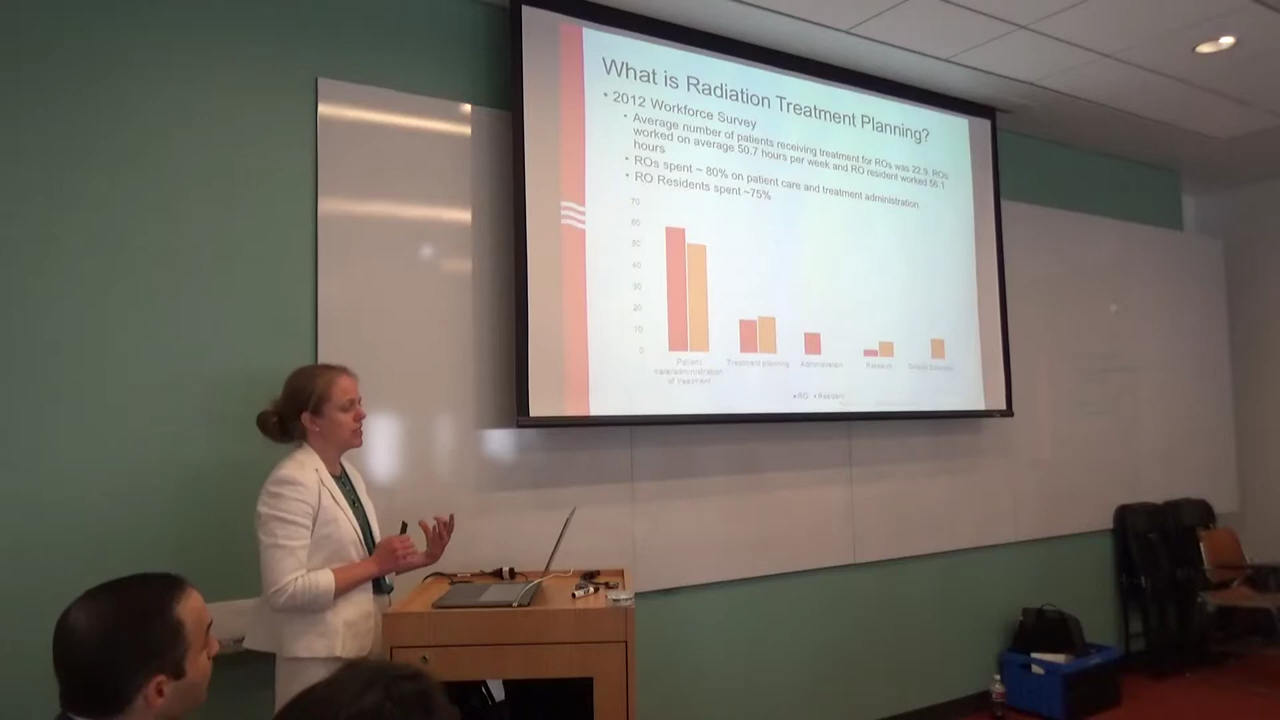 What is Radiation Treatment Planning?
• 2012 Workforce Survey
• Average number of patients receiving treatment for ROs was 22.9. ROs
worked on average 50.7 hours per week and RO resident worked 56.1
hours
• ROs spent ~ 80% on patient care and treatment administration
• RO Residents spent ~75%
70
60
50
40
30
20
10
0
Patient
care/administration
of treatment
Treatment planning
Administration
Research
RO
Resident